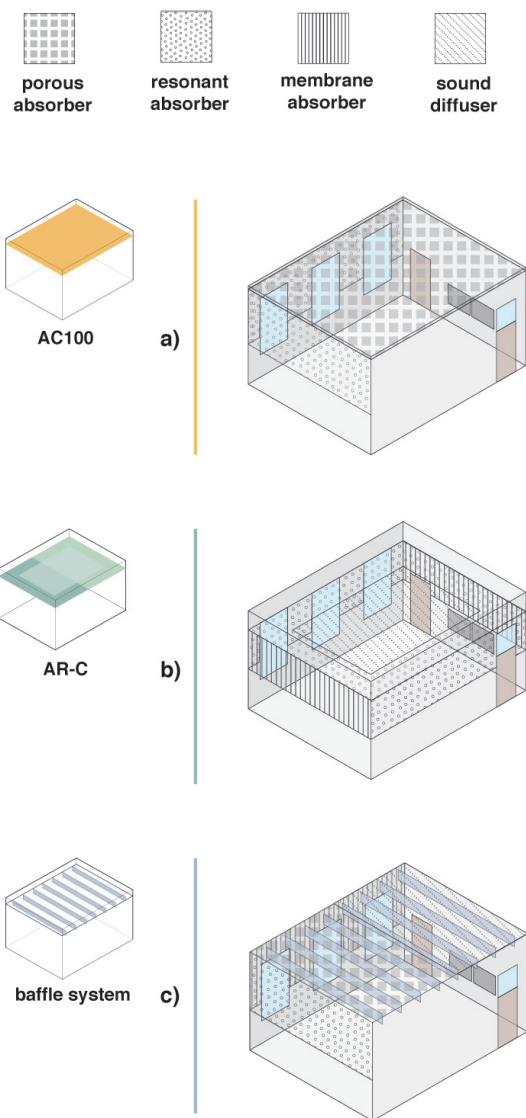 porous
absorber
resonant
absorber
membrane
absorber
sound
diffuser
AC100
a)
AR-C
b)
baffle system
c)